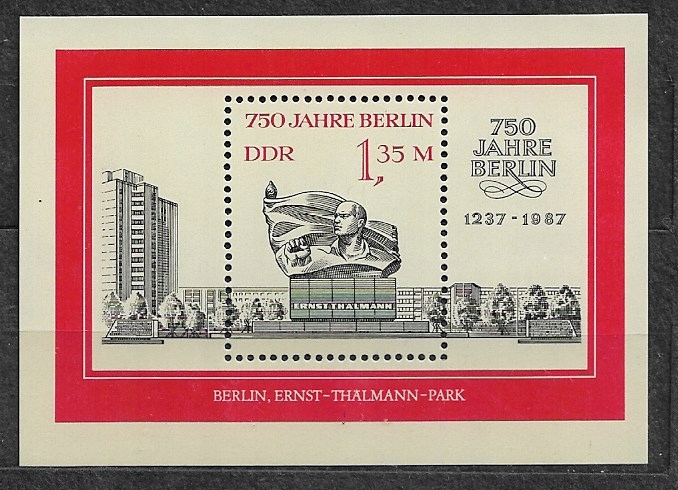 750 JAHRE BERLIN
DDR 1,35 M
750
JAHRE
BERLIN
1237 - 1987
ERNST THÄLMANN
BERLIN, ERNST-THÄLMANN-PARK